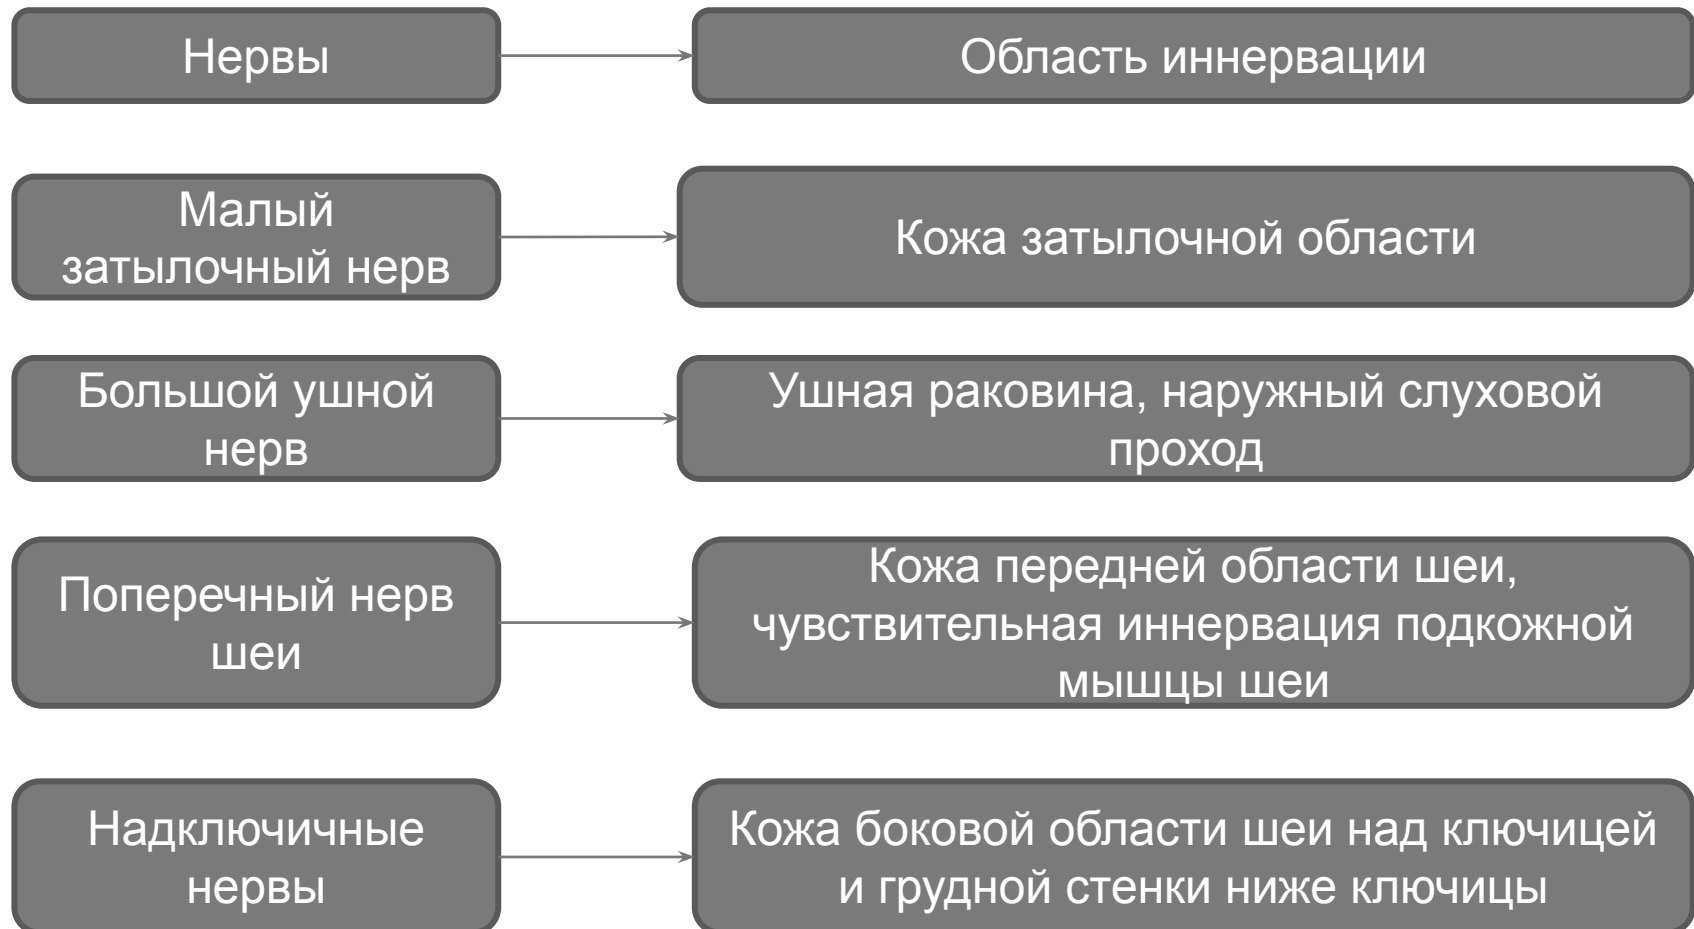 Нервы
Область иннервации
Малый
затылочный нерв
Кожа затылочной области
Большой ушной
нерв
Ушная раковина, наружный слуховой
проход
Поперечный нерв
шеи
Кожа передней области шеи,
чувствительная иннервация подкожной
мышцы шеи
Надключичные
нервы
Кожа боковой области шеи над ключицей
и грудной стенки ниже ключицы